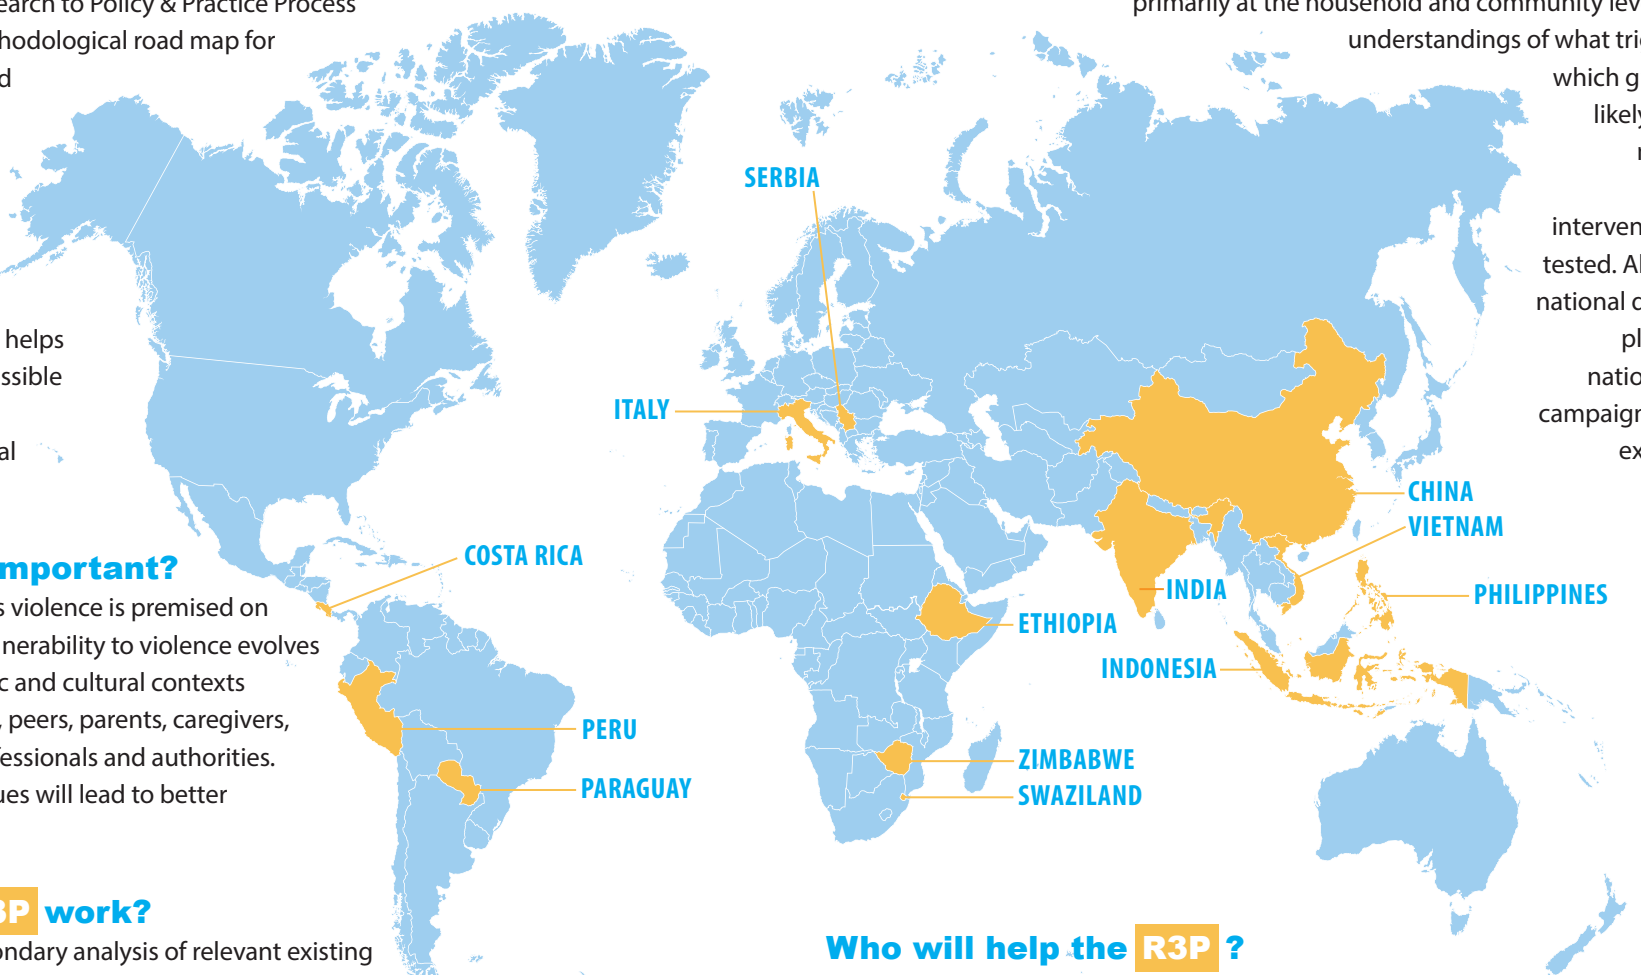 earch to Policy & Practice Process
hodological road map for
d
helps
ssible
al
mportant?
s violence is premised on
nerability to violence evolves
c and cultural contexts
, peers, parents, caregivers,
fessionals and authorities.
ues will lead to better
3P work?
ondary analysis of relevant existing
primarily at the household and community lev
understandings of what tri
which g
likely
interven
tested. Al
national
pl
natio
campaign
ex
SERBIA
ITALY
COSTA RICA
PERU
PARAGUAY
CHINA
VIETNAM
INDIA
PHILIPPINES
ETHIOPIA
INDONESIA
ZIMBABWE
SWAZILAND
Who will help the R3P ?